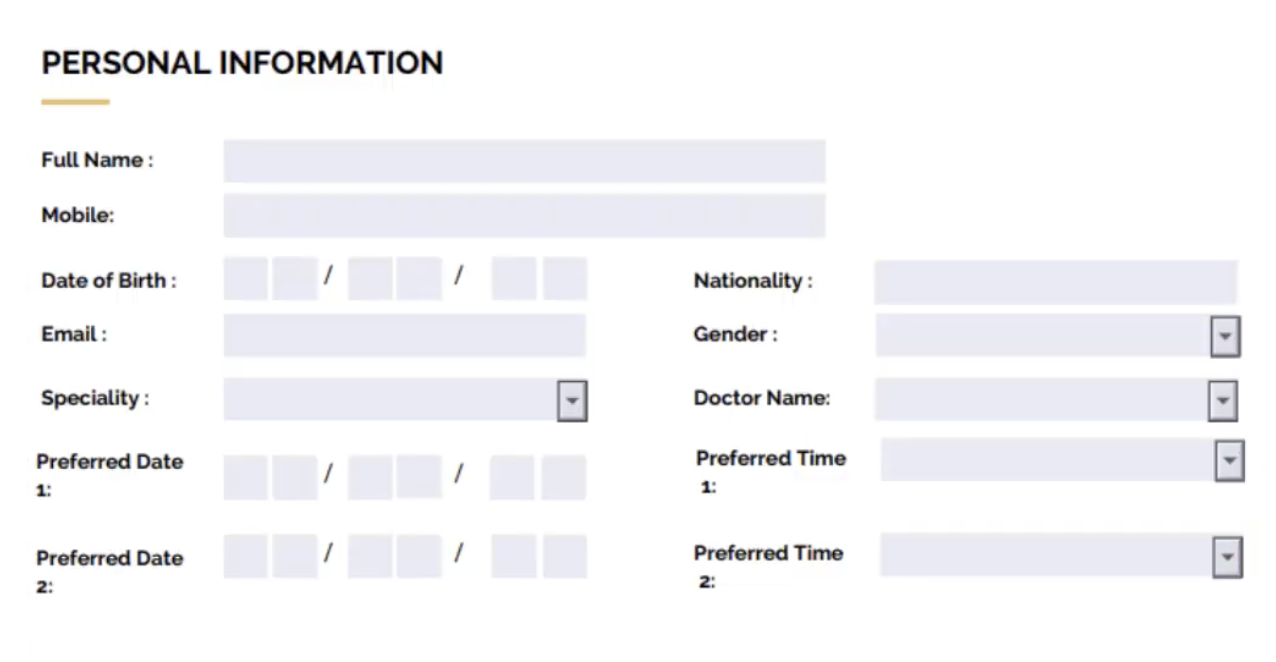 PERSONAL INFORMATION
Full Name :
Mobile:
Date of Birth : / / Nationality :
Email : Gender :
Speciality : Doctor Name:
Preferred Date
1: / /
Preferred Time
1:
Preferred Date
2: / /
Preferred Time
2: